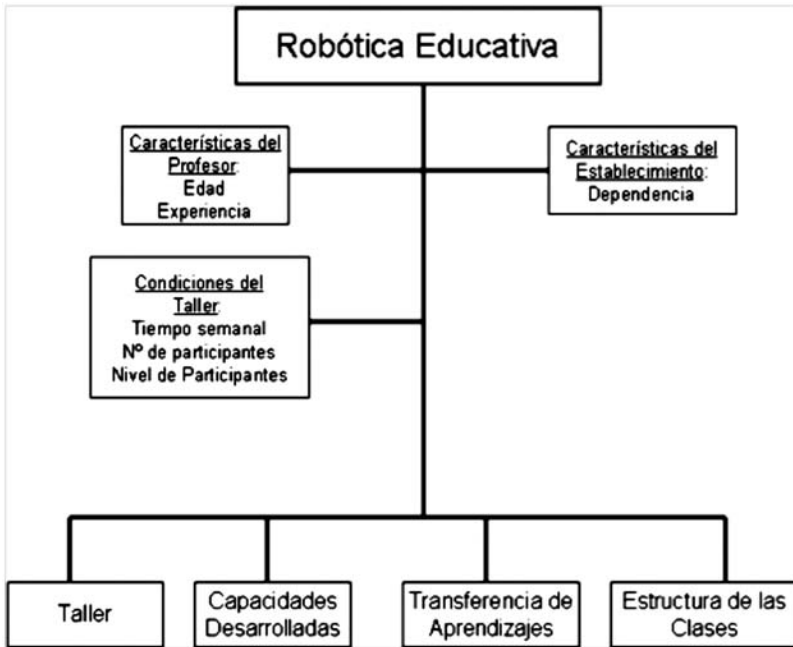 Robótica Educativa
Características del
Profesor:
Edad
Experiencia
Características del
Establecimiento:
Dependencia
Condiciones del
Taller:
Tiempo semanal
Nº de participantes
Nivel de Participantes
Taller
Capacidades
Desarrolladas
Transferencia de
Aprendizajes
Estructura de las
Clases